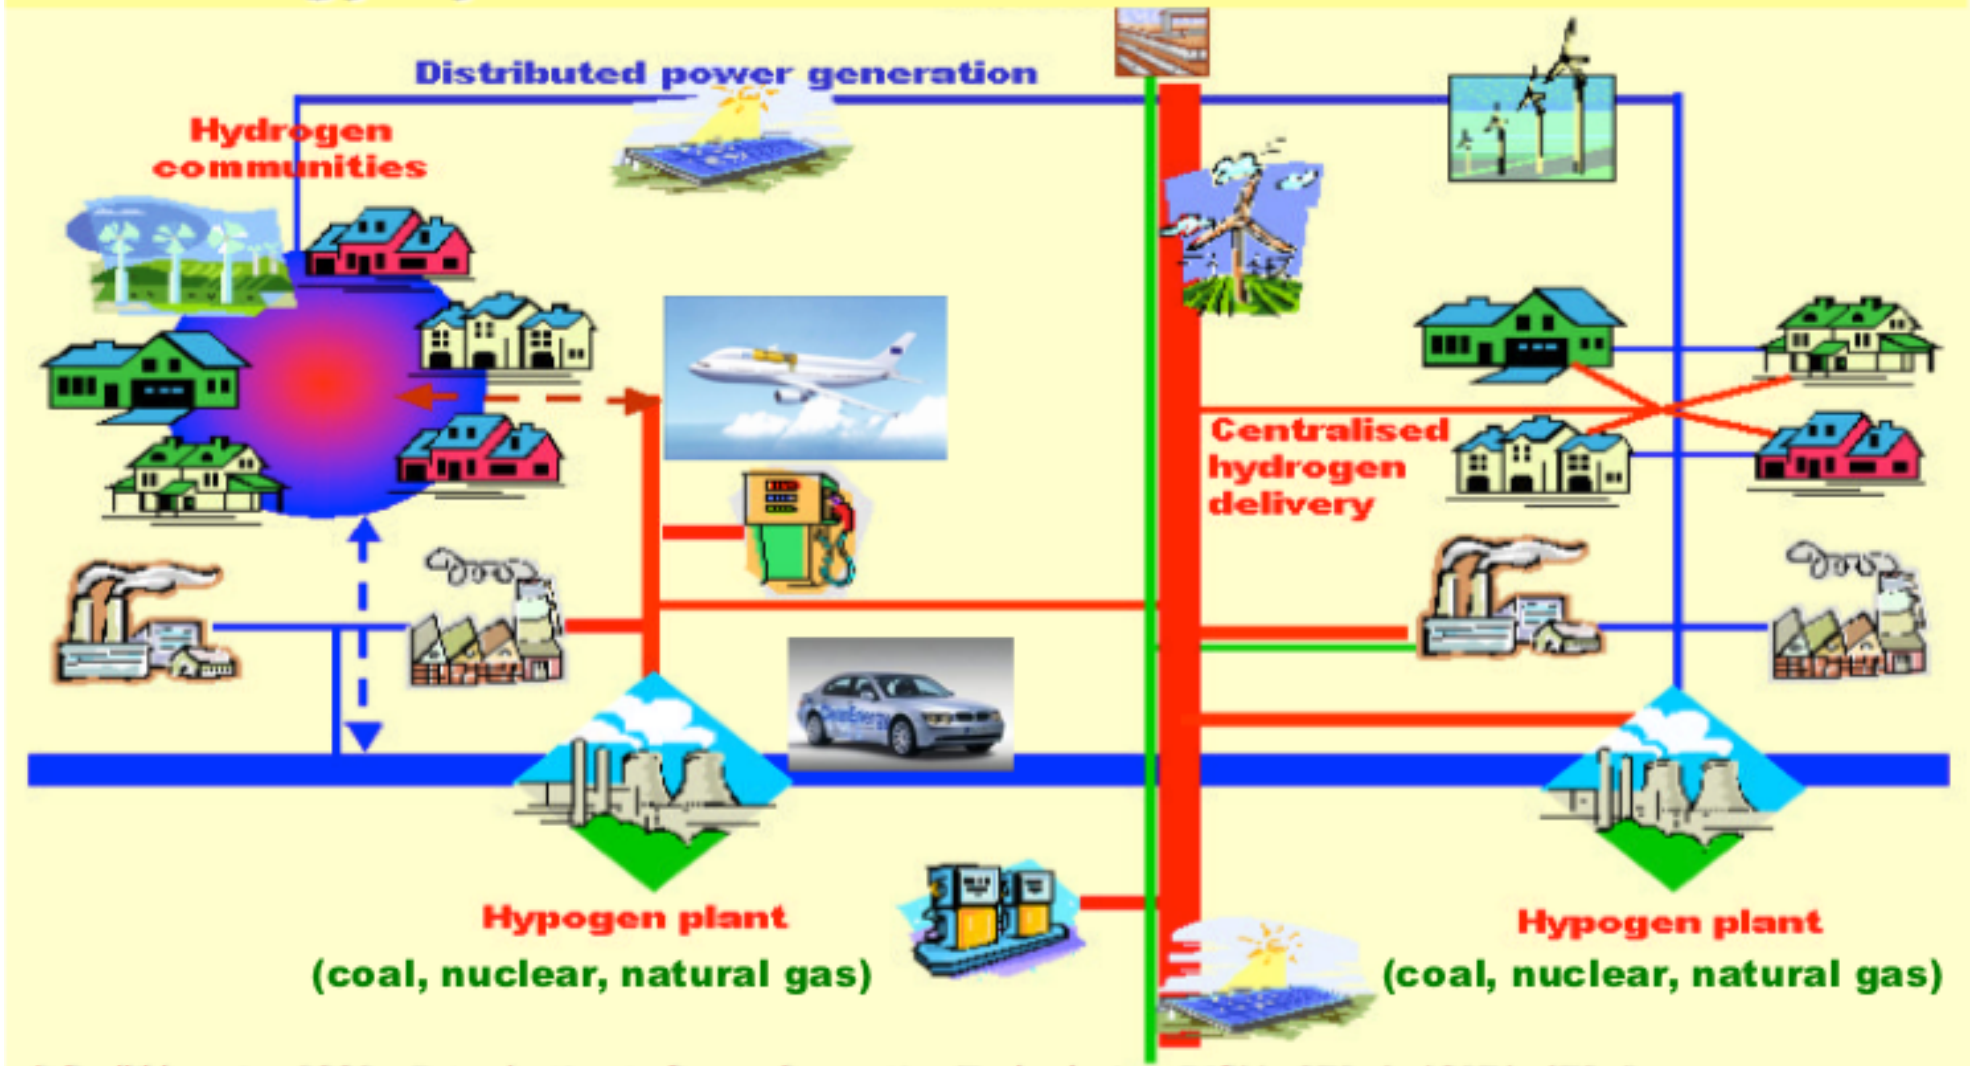 Distributed power generation
Hydrogen
communities
Centralised
hydrogen
delivery
CleanEnergy
Hypogen plant
(coal, nuclear, natural gas)
Hypogen plant
(coal, nuclear, natural gas)